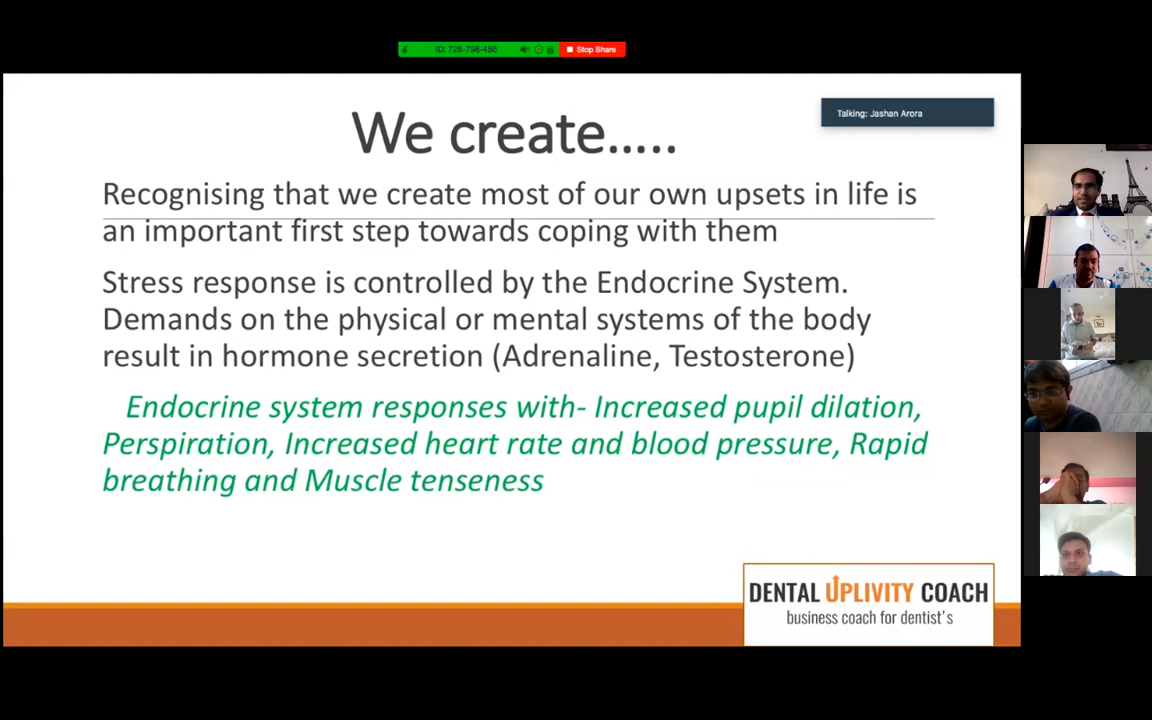 ID: 726-798-486
Stop Share
Talking: Jashan Arora
We create.....
Recognising that we create most of our own upsets in life is
an important first step towards coping with them
Stress response is controlled by the Endocrine System.
Demands on the physical or mental systems of the body
result in hormone secretion (Adrenaline, Testosterone)
Endocrine system responses with- Increased pupil dilation,
Perspiration, Increased heart rate and blood pressure, Rapid
breathing and Muscle tenseness
DENTAL UPLIVITY COACH
business coach for dentist's